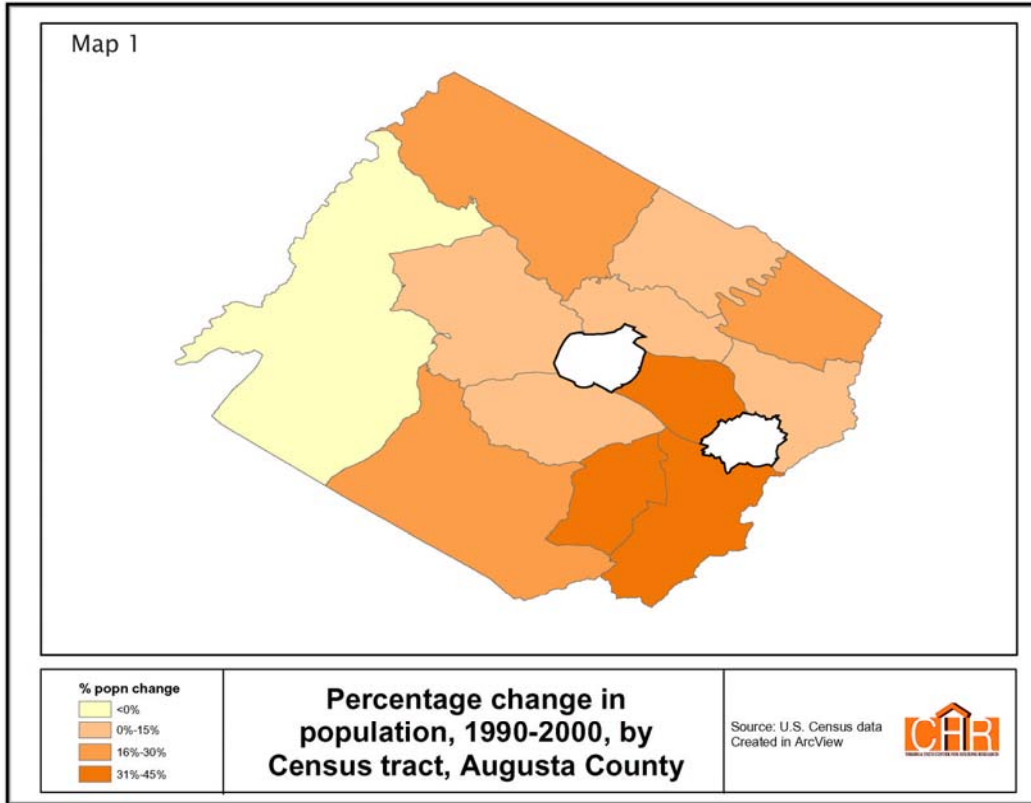 Map 1
% popn change
<0%
0%-15%
16%-30%
31%-45%
Percentage change in
population, 1990-2000, by
Census tract, Augusta County
Source: U.S. Census data
Created in ArcView
CHR